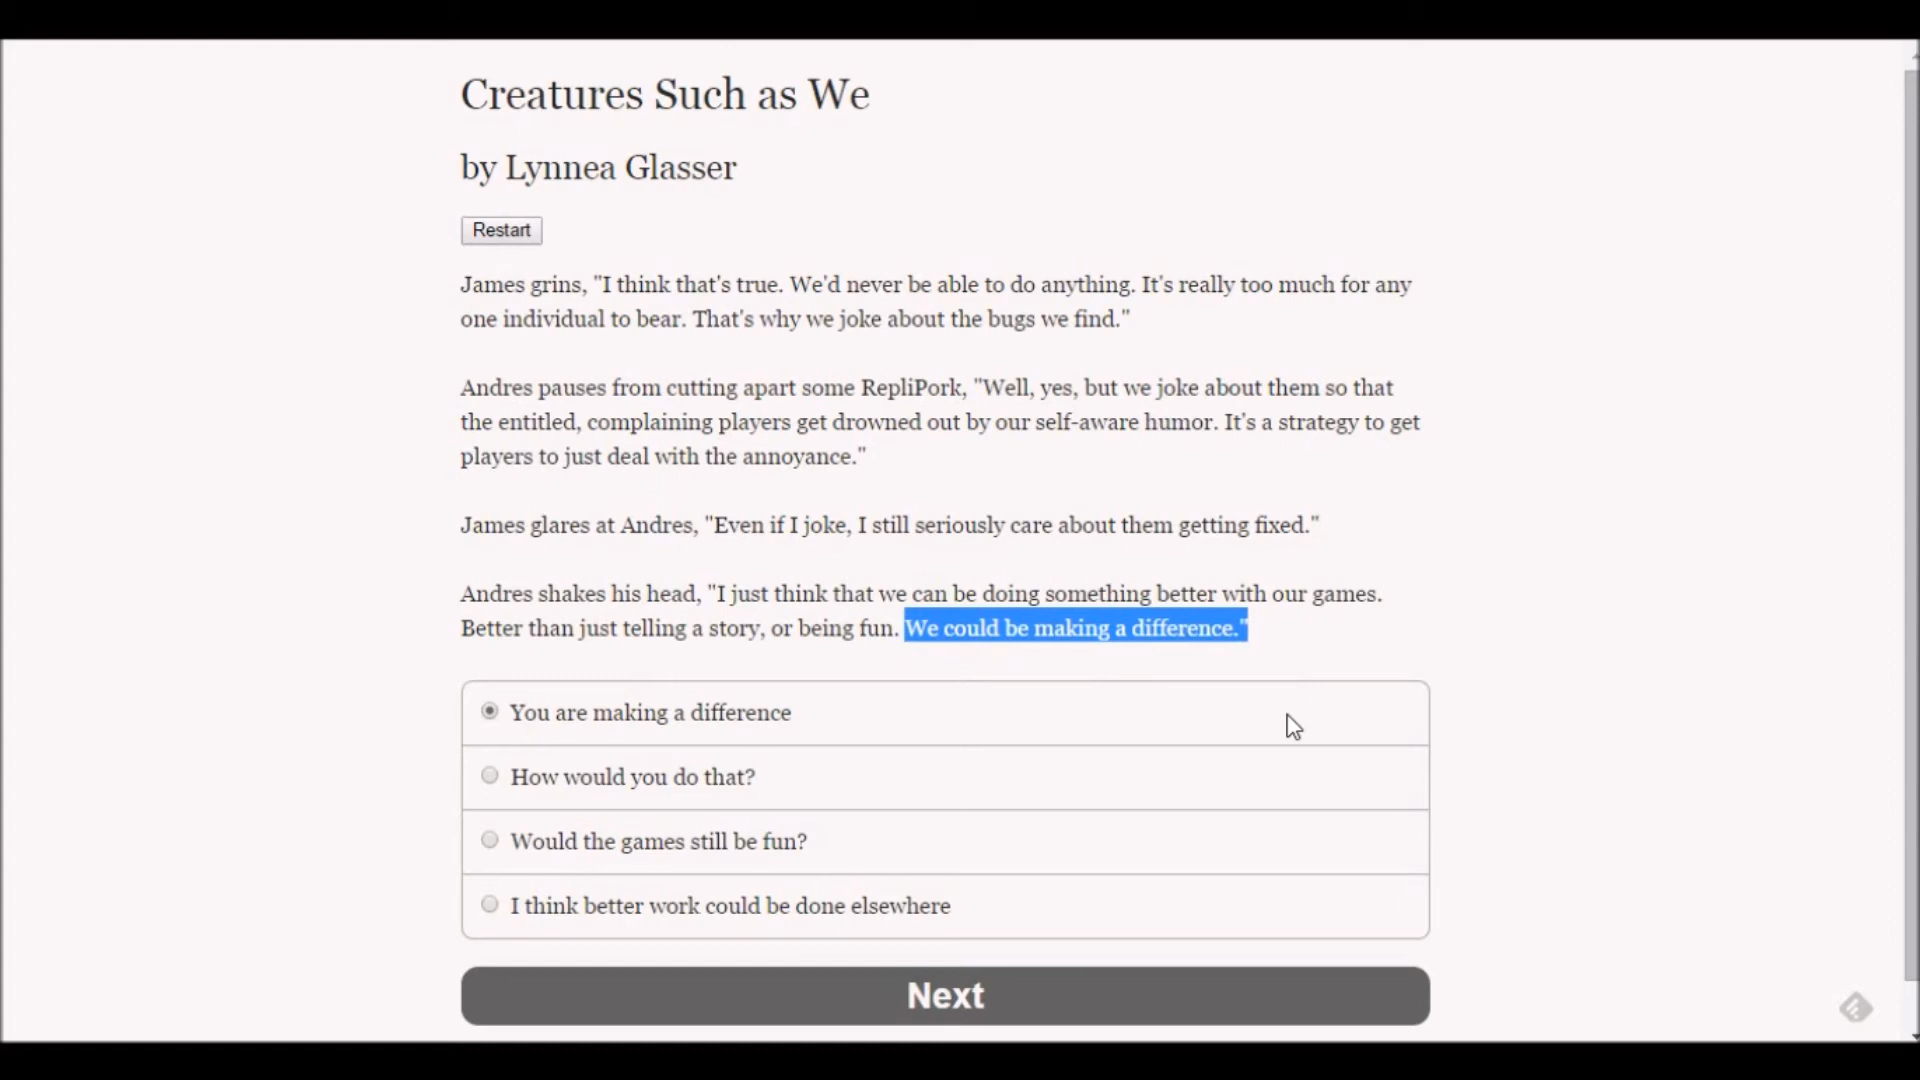 Creatures Such as We
by Lynnea Glasser
Restart
James grins, "I think that's true. We'd never be able to do anything. It's really too much for any
one individual to bear. That's why we joke about the bugs we find."
Andres pauses from cutting apart some RepliPork, "Well, yes, but we joke about them so that
the entitled, complaining players get drowned out by our self-aware humor. It's a strategy to get
players to just deal with the annoyance."
James glares at Andres, "Even if I joke, I still seriously care about them getting fixed."
Andres shakes his head, "I just think that we can be doing something better with our games.
Better than just telling a story, or being fun. We could be making a difference."
You are making a difference
How would you do that?
Would the games still be fun?
I think better work could be done elsewhere
Next